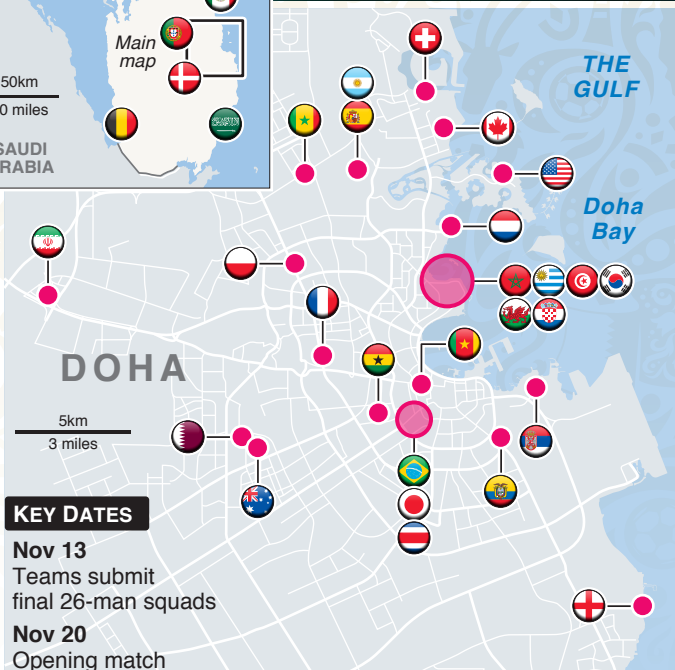 Main
map
50km
0 miles
SAUDI
RABIA
THE
GULF
Doha
Bay
DOHA
5km
3 miles
KEY DATES
Nov 13
Teams submit
final 26-man squads
Nov 20
Opening match